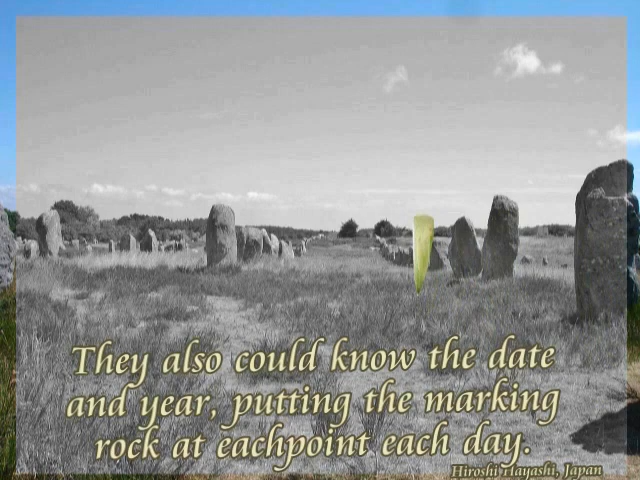 They also could know the date
and year, putting the marking
rock at eachpoint each day.
Hiroshi Hayashi, Japan